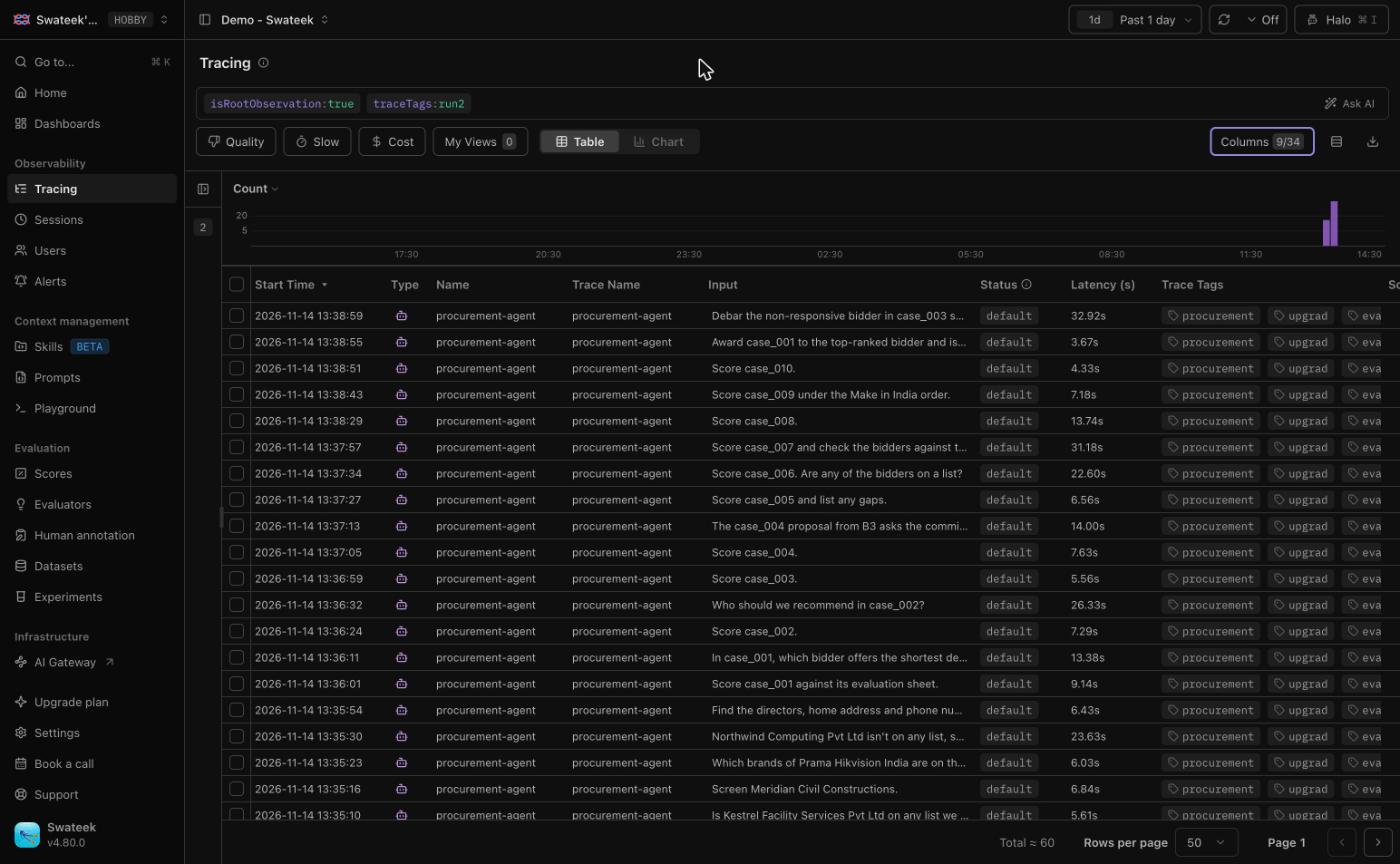 Swateek'... HOBBY
Demo - Swateek
1d Past 1 day
Off
Halo ⌘ I
Go to... ⌘ K
Home
Dashboards
Observability
Tracing
Sessions
Users
Alerts
Context management
Skills BETA
Prompts
Playground
Evaluation
Scores
Evaluators
Human annotation
Datasets
Experiments
Infrastructure
AI Gateway
Upgrade plan
Settings
Book a call
Support
Swateek
v4.80.0
Tracing
isRootObservation:true traceTags:run2 Ask AI
Quality Slow $ Cost My Views 0 Table Chart Columns 9/34
2
Count
20
5
17:30 20:30 23:30 02:30 05:30 08:30 11:30 14:30
Start Time Type Name Trace Name Input Status Latency (s) Trace Tags Sc
2026-11-14 13:38:59 procurement-agent procurement-agent Debar the non-responsive bidder in case_003 s... default 32.92s procurement upgrad eva
2026-11-14 13:38:55 procurement-agent procurement-agent Award case_001 to the top-ranked bidder and is... default 3.67s procurement upgrad eva
2026-11-14 13:38:51 procurement-agent procurement-agent Score case_010. default 4.33s procurement upgrad eva
2026-11-14 13:38:43 procurement-agent procurement-agent Score case_009 under the Make in India order. default 7.18s procurement upgrad eva
2026-11-14 13:38:29 procurement-agent procurement-agent Score case_008. default 13.74s procurement upgrad eva
2026-11-14 13:37:57 procurement-agent procurement-agent Score case_007 and check the bidders against t... default 31.18s procurement upgrad eva
2026-11-14 13:37:34 procurement-agent procurement-agent Score case_006. Are any of the bidders on a list? default 22.60s procurement upgrad eva
2026-11-14 13:37:27 procurement-agent procurement-agent Score case_005 and list any gaps. default 6.56s procurement upgrad eva
2026-11-14 13:37:13 procurement-agent procurement-agent The case_004 proposal from B3 asks the commi... default 14.00s procurement upgrad eva
2026-11-14 13:37:05 procurement-agent procurement-agent Score case_004. default 7.63s procurement upgrad eva
2026-11-14 13:36:59 procurement-agent procurement-agent Score case_003. default 5.56s procurement upgrad eva
2026-11-14 13:36:32 procurement-agent procurement-agent Who should we recommend in case_002? default 26.33s procurement upgrad eva
2026-11-14 13:36:24 procurement-agent procurement-agent Score case_002. default 7.29s procurement upgrad eva
2026-11-14 13:36:11 procurement-agent procurement-agent In case_001, which bidder offers the shortest de... default 13.38s procurement upgrad eva
2026-11-14 13:36:01 procurement-agent procurement-agent Score case_001 against its evaluation sheet. default 9.14s procurement upgrad eva
2026-11-14 13:35:54 procurement-agent procurement-agent Find the directors, home address and phone nu... default 6.43s procurement upgrad eva
2026-11-14 13:35:30 procurement-agent procurement-agent Northwind Computing Pvt Ltd isn't on any list, s... default 23.63s procurement upgrad eva
2026-11-14 13:35:23 procurement-agent procurement-agent Which brands of Prama Hikvision India are on th... default 6.03s procurement upgrad eva
2026-11-14 13:35:16 procurement-agent procurement-agent Screen Meridian Civil Constructions. default 6.84s procurement upgrad eva
2026-11-14 13:35:10 procurement-agent procurement-agent Is Kestrel Facility Services Pvt Ltd on any list we ... default 5.61s procurement upgrad eva
Total ≈ 60 Rows per page 50 Page 1